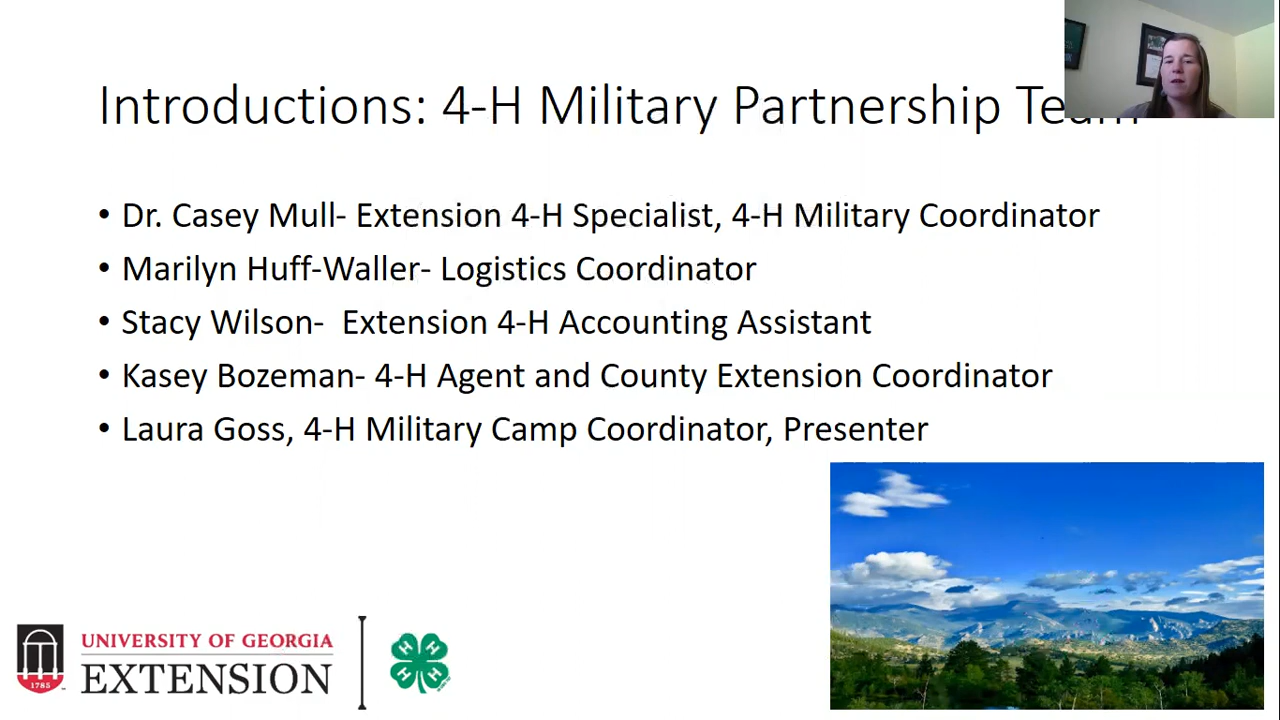 Introductions: 4-H Military Partnership Team
• Dr. Casey Mull- Extension 4-H Specialist, 4-H Military Coordinator
• Marilyn Huff-Waller- Logistics Coordinator
• Stacy Wilson-  Extension 4-H Accounting Assistant
• Kasey Bozeman- 4-H Agent and County Extension Coordinator
• Laura Goss, 4-H Military Camp Coordinator, Presenter
1785
UNIVERSITY OF GEORGIA
EXTENSION
H H
H H